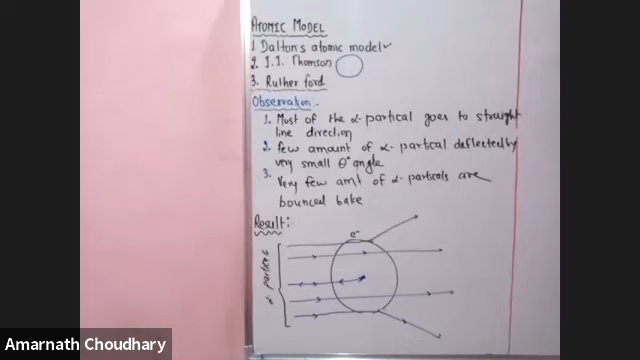 ATOMIC MODEL
1 Dalton's atomic model✓
2. J.J. Thomson
3. Ruther ford
Observation:-
1. Most of the α-partical goes to straight
line direction
2. few amount of α-partical deflected by
very small θ° angle
3. Very few amt of α-particals are
bounced bake
Result:-
e⁻
Amarnath Choudhary